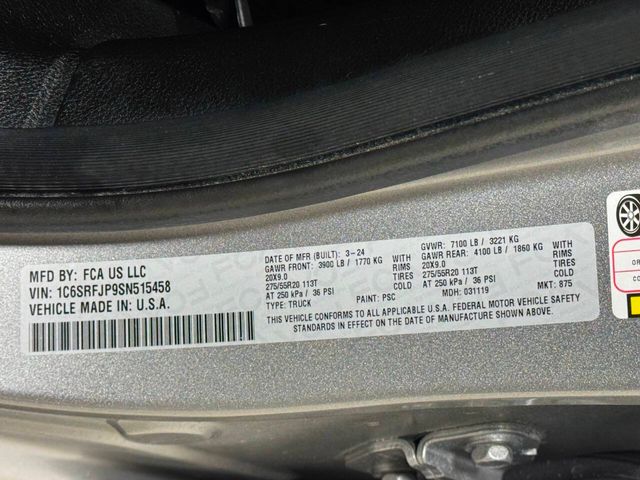 MFD BY: FCA US LLC
VIN: 1C6SRFJP9SN515458
VEHICLE MADE IN U.S.A.
DATE OF MFR (BUILT): 3-24 GVWR: 7100 LB / 3221 KG
GAWR FRONT: 3900 LB / 1770 KG WITH GAWR REAR: 4100 LB / 1860 KG WITH
20X9.0 RIMS 20X9.0 RIMS
275/55R20 113T TIRES 275/55R20 113T TIRES
AT 250 kPa / 36 PSI COLD AT 250 kPa / 36 PSI COLD
TYPE: TRUCK PAINT: PSC MDH: 031119 MKT: 875
THIS VEHICLE CONFORMS TO ALL APPLICABLE U.S.A. FEDERAL MOTOR VEHICLE SAFETY
STANDARDS IN EFFECT ON THE DATE OF MANUFACTURE SHOWN ABOVE.